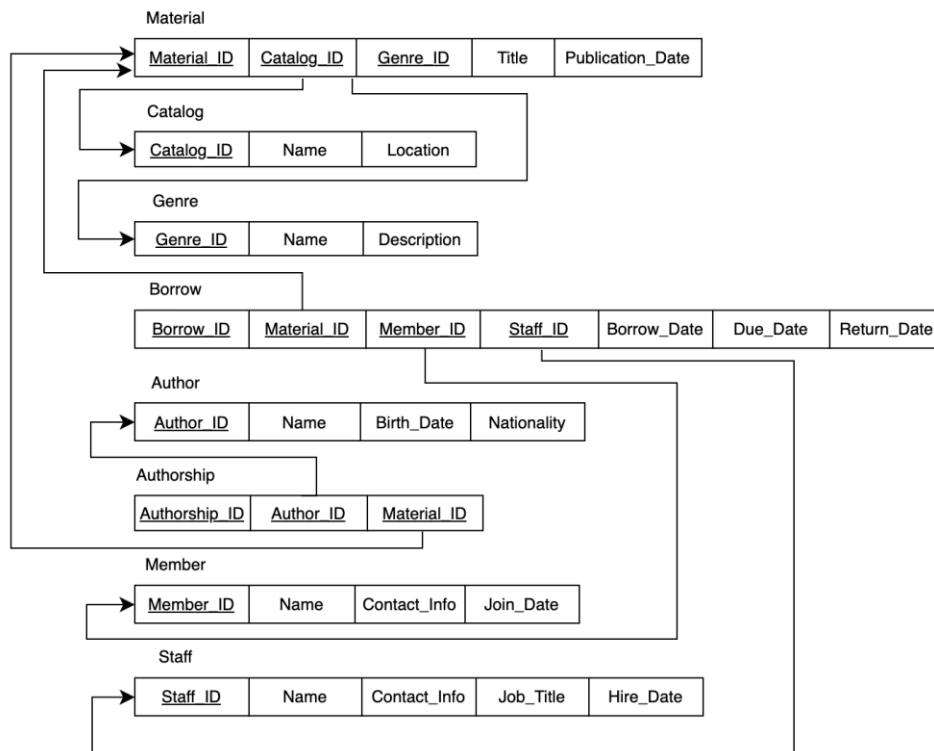 Material
Material_ID Catalog_ID Genre_ID Title Publication_Date
Catalog
Catalog_ID Name Location
Genre
Genre_ID Name Description
Borrow
Borrow_ID Material_ID Member_ID Staff_ID Borrow_Date Due_Date Return_Date
Author
Author_ID Name Birth_Date Nationality
Authorship
Authorship_ID Author_ID Material_ID
Member
Member_ID Name Contact_Info Join_Date
Staff
Staff_ID Name Contact_Info Job_Title Hire_Date